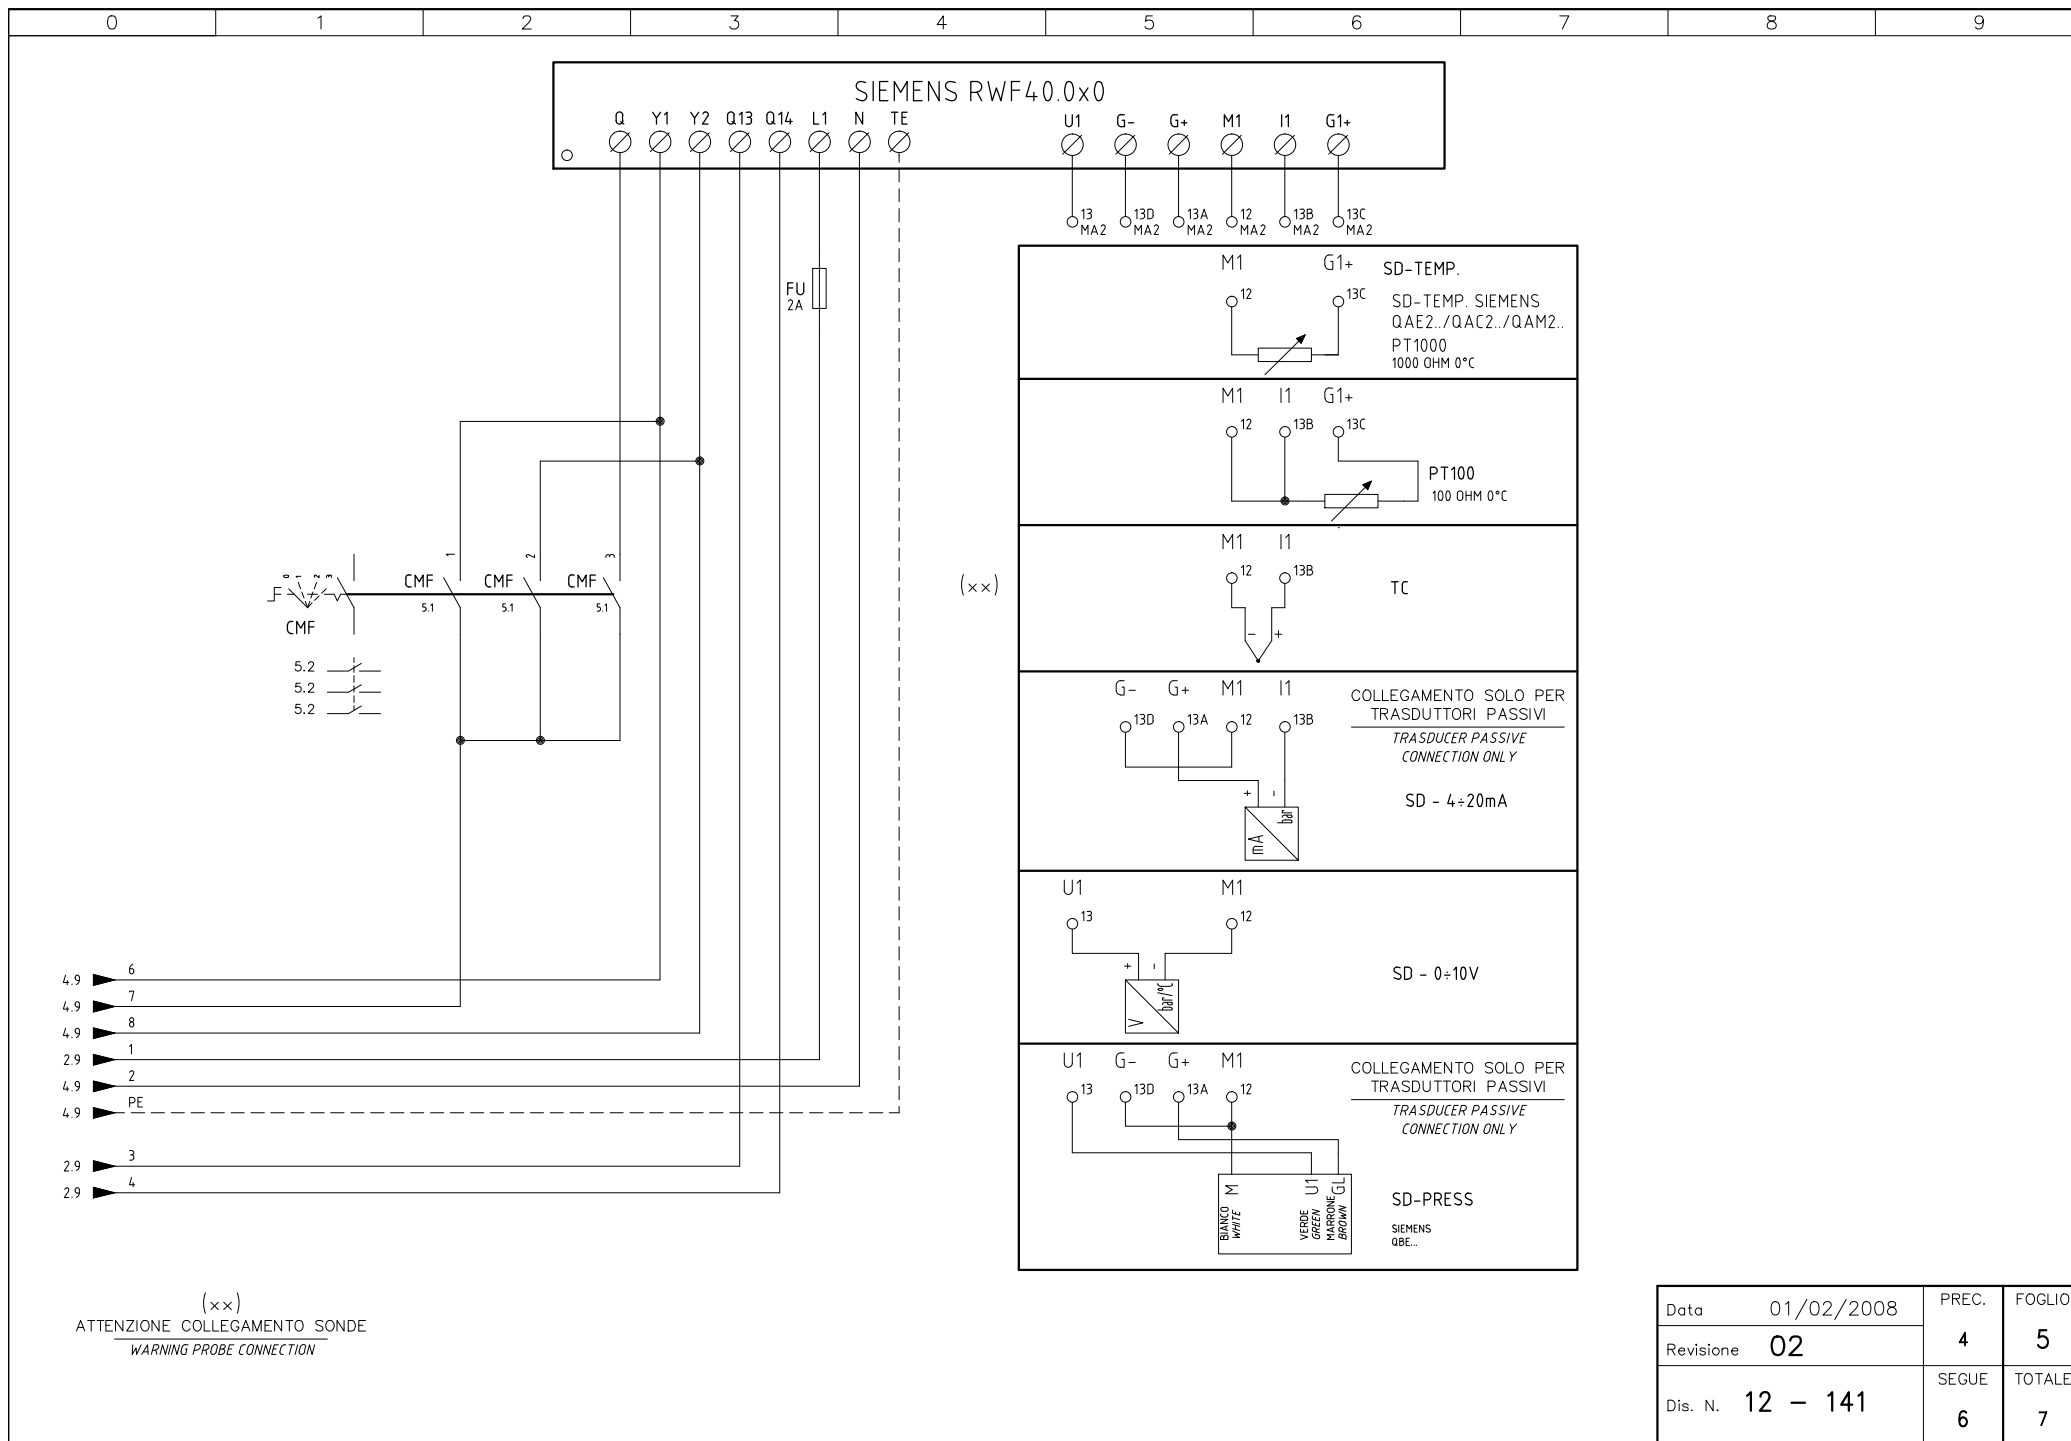 0 1 2 3 4 5 6 7 8 9
SIEMENS RWF40.0x0
Q Y1 Y2 Q13 Q14 L1 N TE U1 G- G+ M1 I1 G1+
13 13D 13A 12 13B 13C
MA2 MA2 MA2 MA2 MA2 MA2
FU
2A
M1 G1+ SD-TEMP.
12 13C SD-TEMP. SIEMENS
QAE2../QAC2../QAM2..
PT1000
1000 OHM 0°C
M1 I1 G1+
12 13B 13C
PT100
100 OHM 0°C
1 2 3
0 1 2 3
CMF CMF CMF
5.1 5.1 5.1
CMF
5.2
5.2
5.2
(xx)
M1 I1
12 13B
TC
- +
G- G+ M1 I1
13D 13A 12 13B
COLLEGAMENTO SOLO PER
TRASDUTTORI PASSIVI
TRASDUCER PASSIVE
CONNECTION ONLY
+ -
SD - 4÷20mA
mA bar
U1 M1
13 12
+ -
SD - 0÷10V
V bar/°C
4.9 6
4.9 7
4.9 8
2.9 1
4.9 2
4.9 PE
2.9 3
2.9 4
U1 G- G+ M1
13 13D 13A 12
COLLEGAMENTO SOLO PER
TRASDUTTORI PASSIVI
TRASDUCER PASSIVE
CONNECTION ONLY
M U1 GL
BIANCO
WHITE
VERDE
GREEN
MARRONE
BROWN
SD-PRESS
SIEMENS
QBE...
(xx)
ATTENZIONE COLLEGAMENTO SONDE
WARNING PROBE CONNECTION
Data 01/02/2008 PREC. FOGLIO
Revisione 02 4 5
Dis. N. 12 - 141 SEGUE TOTALE
6 7